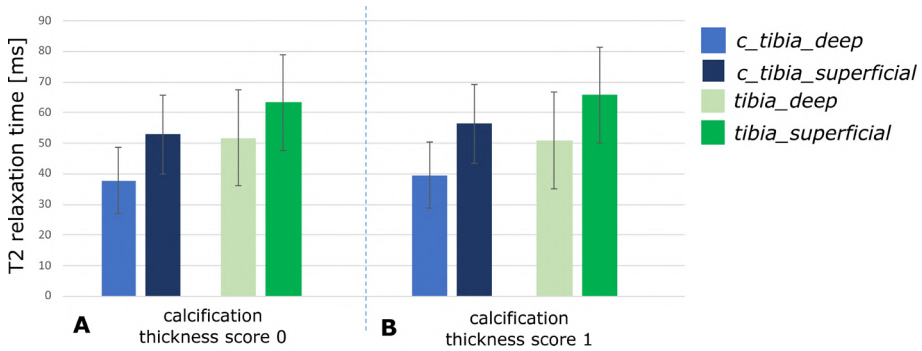 T2 relaxation time [ms]
90
80
70
60
50
40
30
20
10
0
A
calcification
thickness score 0
B
calcification
thickness score 1
c_tibia_deep
c_tibia_superficial
tibia_deep
tibia_superficial